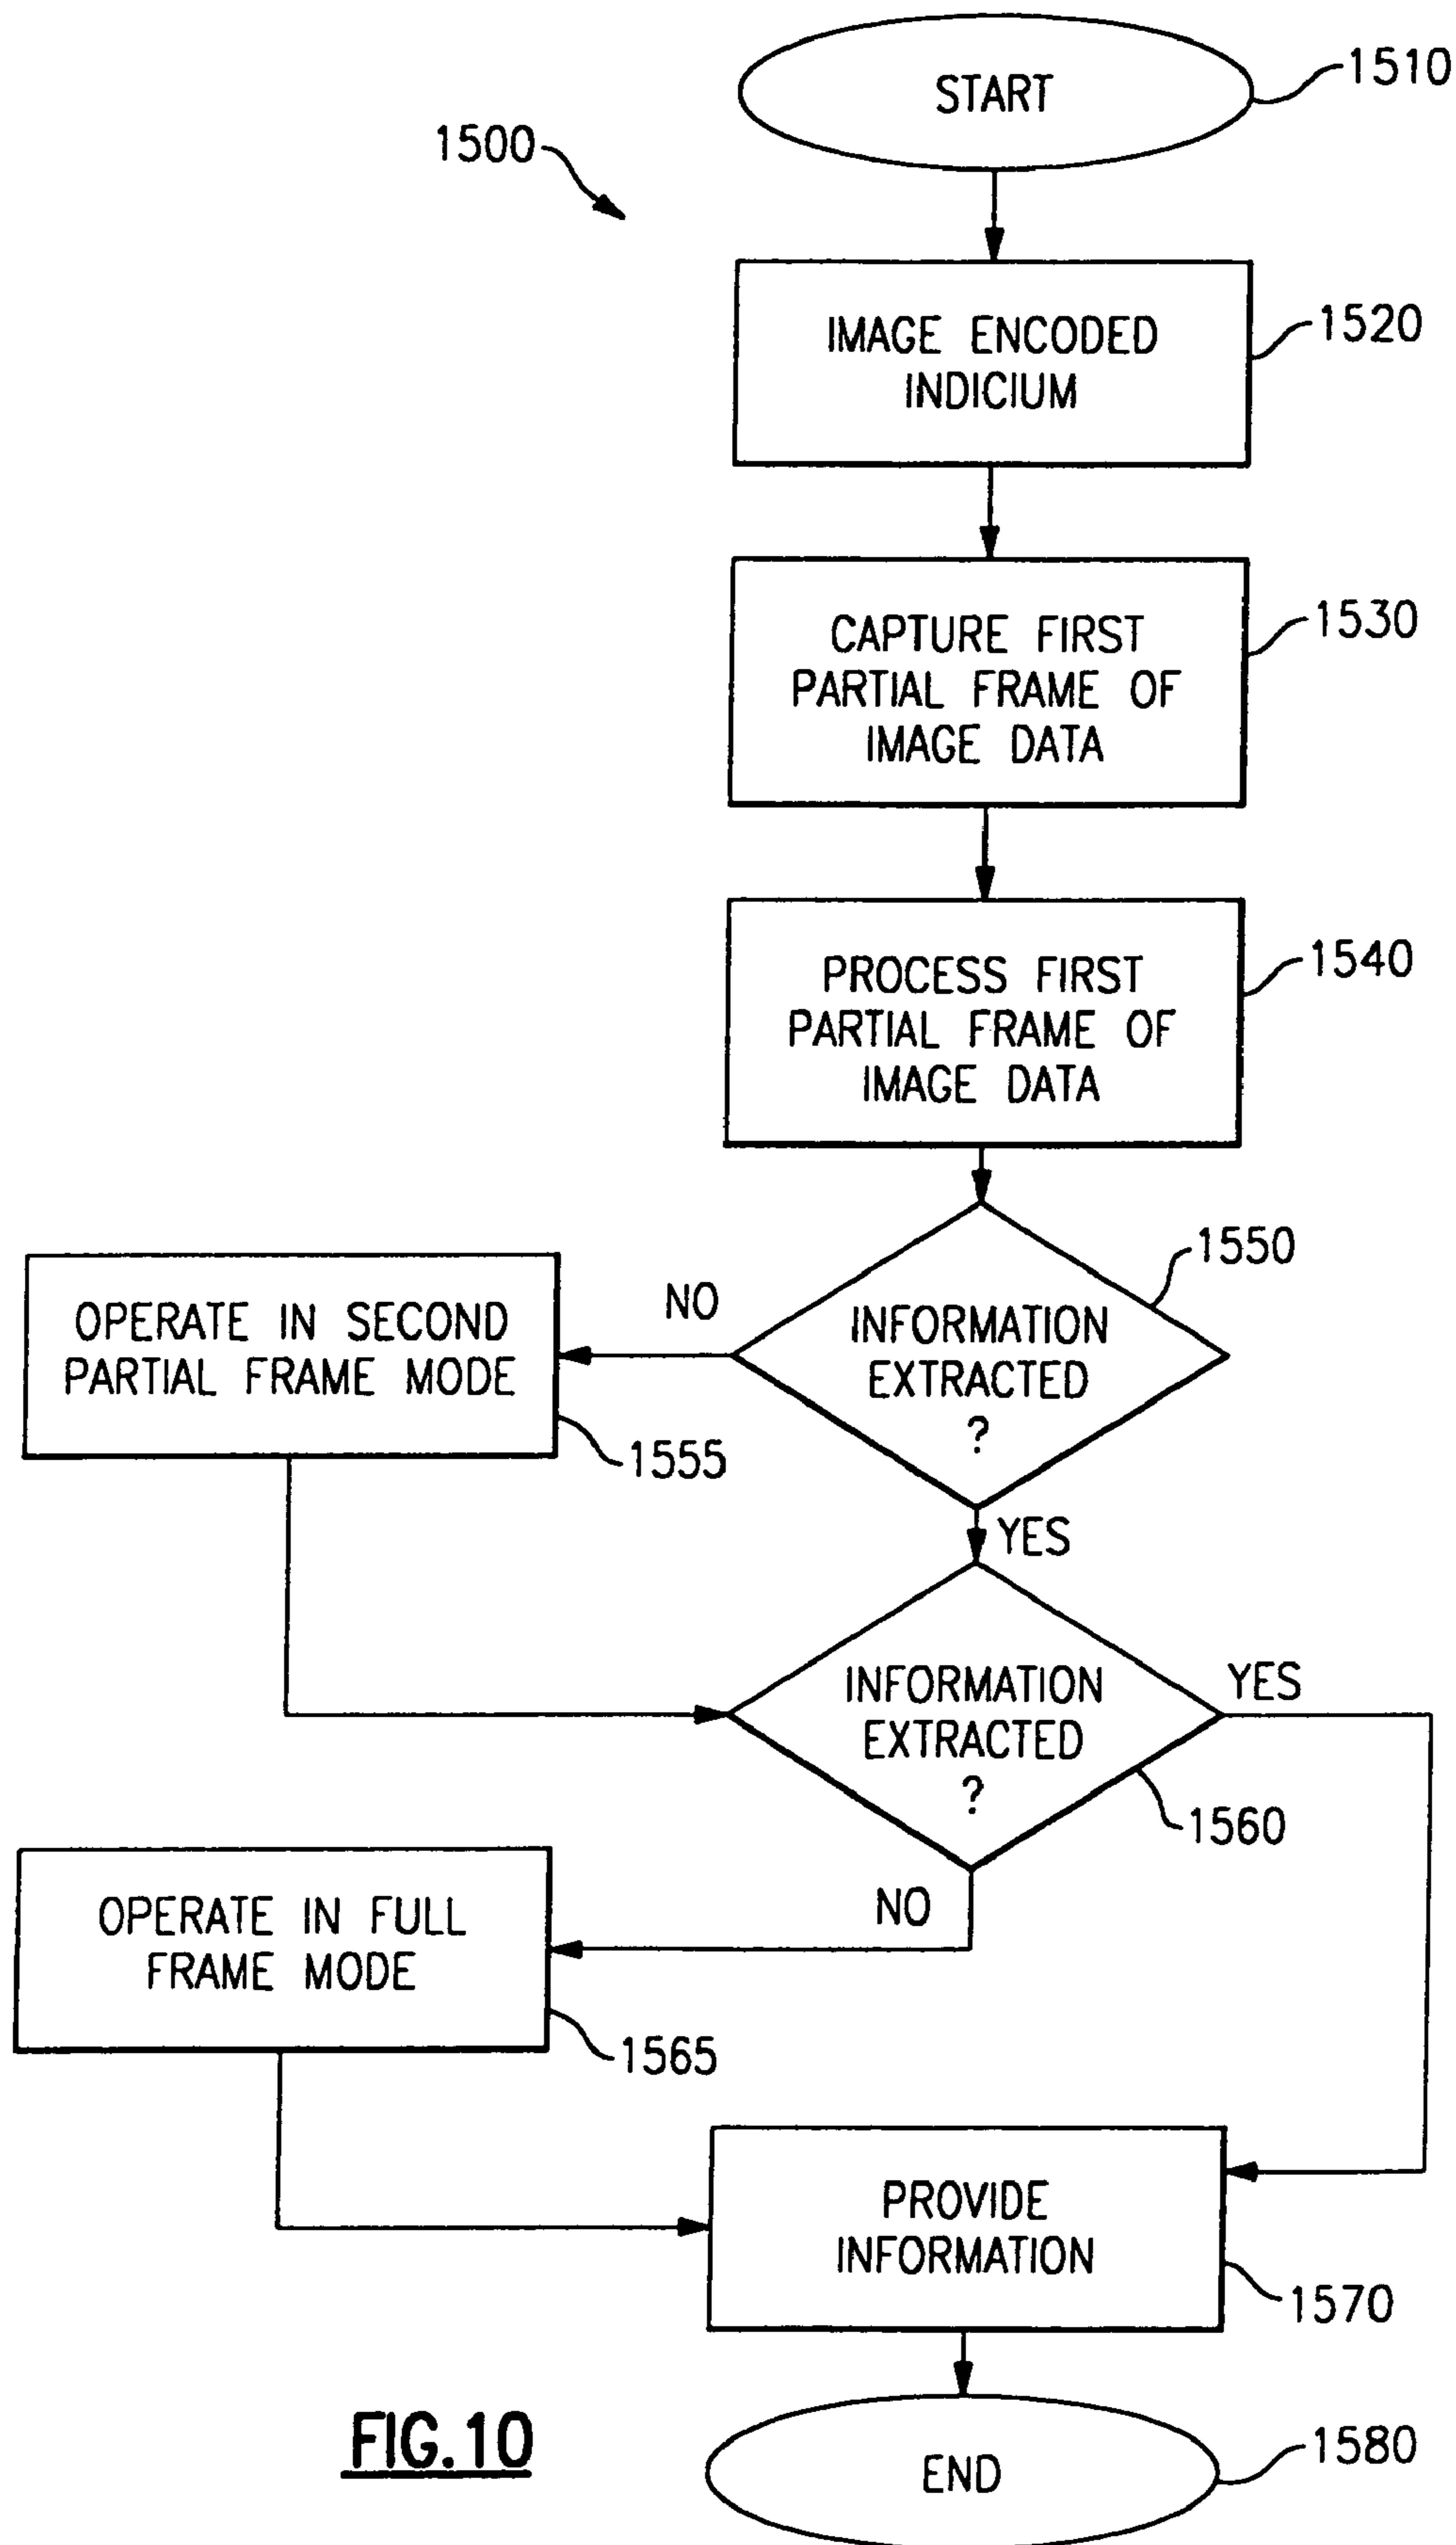 START
1510
1500
IMAGE ENCODED
INDICIUM
1520
CAPTURE FIRST
PARTIAL FRAME OF
IMAGE DATA
1530
PROCESS FIRST
PARTIAL FRAME OF
IMAGE DATA
1540
INFORMATION
EXTRACTED
?
1550
NO
OPERATE IN SECOND
PARTIAL FRAME MODE
1555
YES
INFORMATION
EXTRACTED
?
YES
1560
NO
OPERATE IN FULL
FRAME MODE
1565
PROVIDE
INFORMATION
1570
END
1580
FIG.10